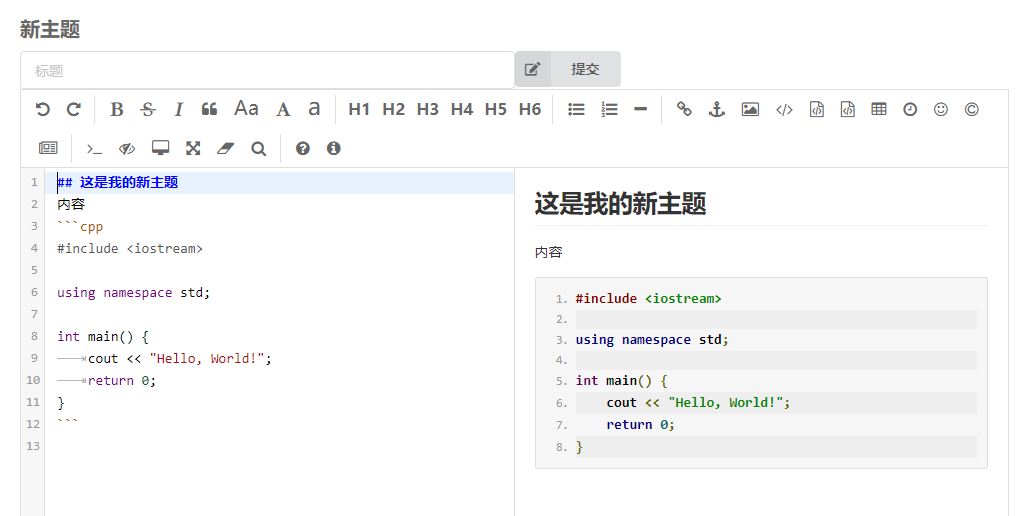 新主题
标题
提交
B S I Aa A a H1 H2 H3 H4 H5 H6
1 ## 这是我的新主题
2 内容
3 ```cpp
4 #include <iostream>
5
6 using namespace std;
7
8 int main() {
9 cout << "Hello, World!";
10 return 0;
11 }
12 ```
13
这是我的新主题
内容
1. #include <iostream>
2.
3. using namespace std;
4.
5. int main() {
6. cout << "Hello, World!";
7. return 0;
8. }